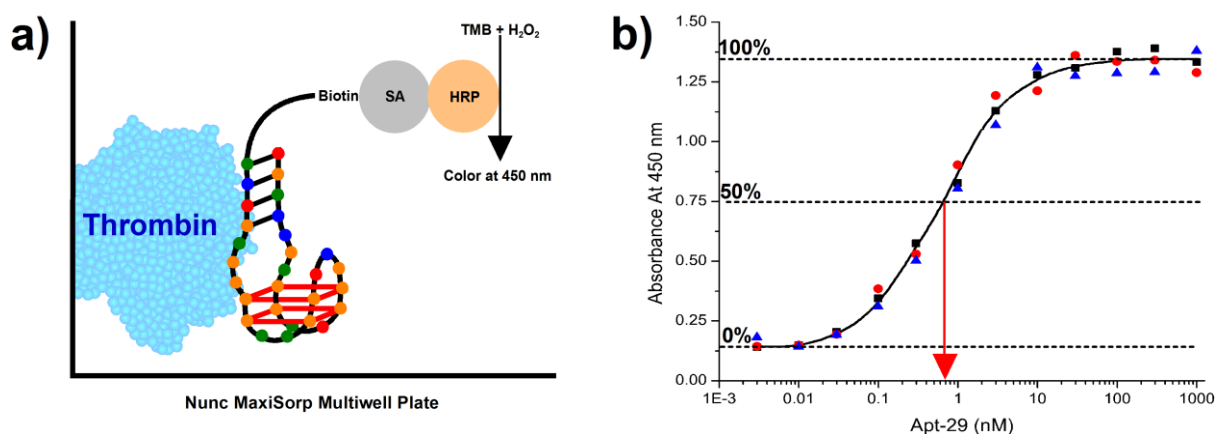 a)
TMB + H₂O₂
Biotin
SA
HRP
Color at 450 nm
Thrombin
Nunc MaxiSorp Multiwell Plate
b)
Absorbance At 450 nm
1.50
1.25
1.00
0.75
0.50
0.25
0.00
100%
50%
0%
1E-3
0.01
0.1
1
10
100
1000
Apt-29 (nM)